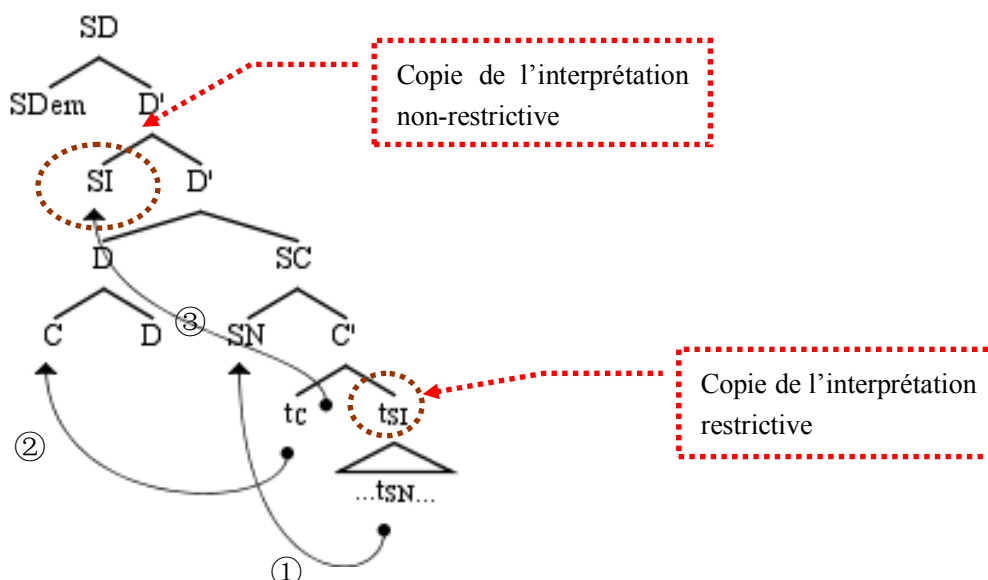 SD
Copie de l’interprétation
non-restrictive
SDem D'
SI D'
D SC
C D ③ SN C'
Copie de l’interprétation
restrictive
tC tSI
②
...tSN...
①